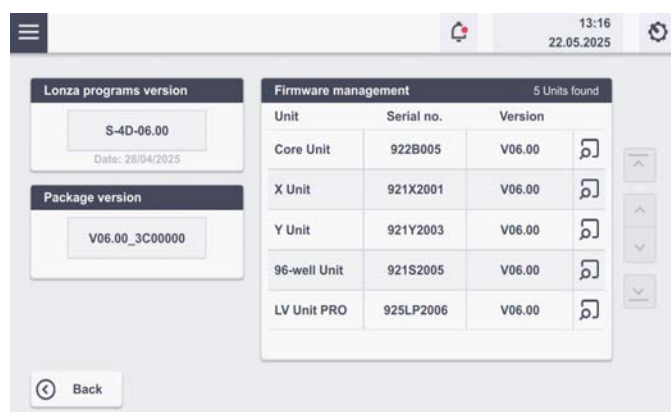 13:16
22.05.2025
Lonza programs version
S-4D-06.00
Date: 28/04/2025
Package version
V06.00_3C00000
Firmware management 5 Units found
Unit Serial no. Version
Core Unit 922B005 V06.00
X Unit 921X2001 V06.00
Y Unit 921Y2003 V06.00
96-well Unit 921S2005 V06.00
LV Unit PRO 925LP2006 V06.00
Back